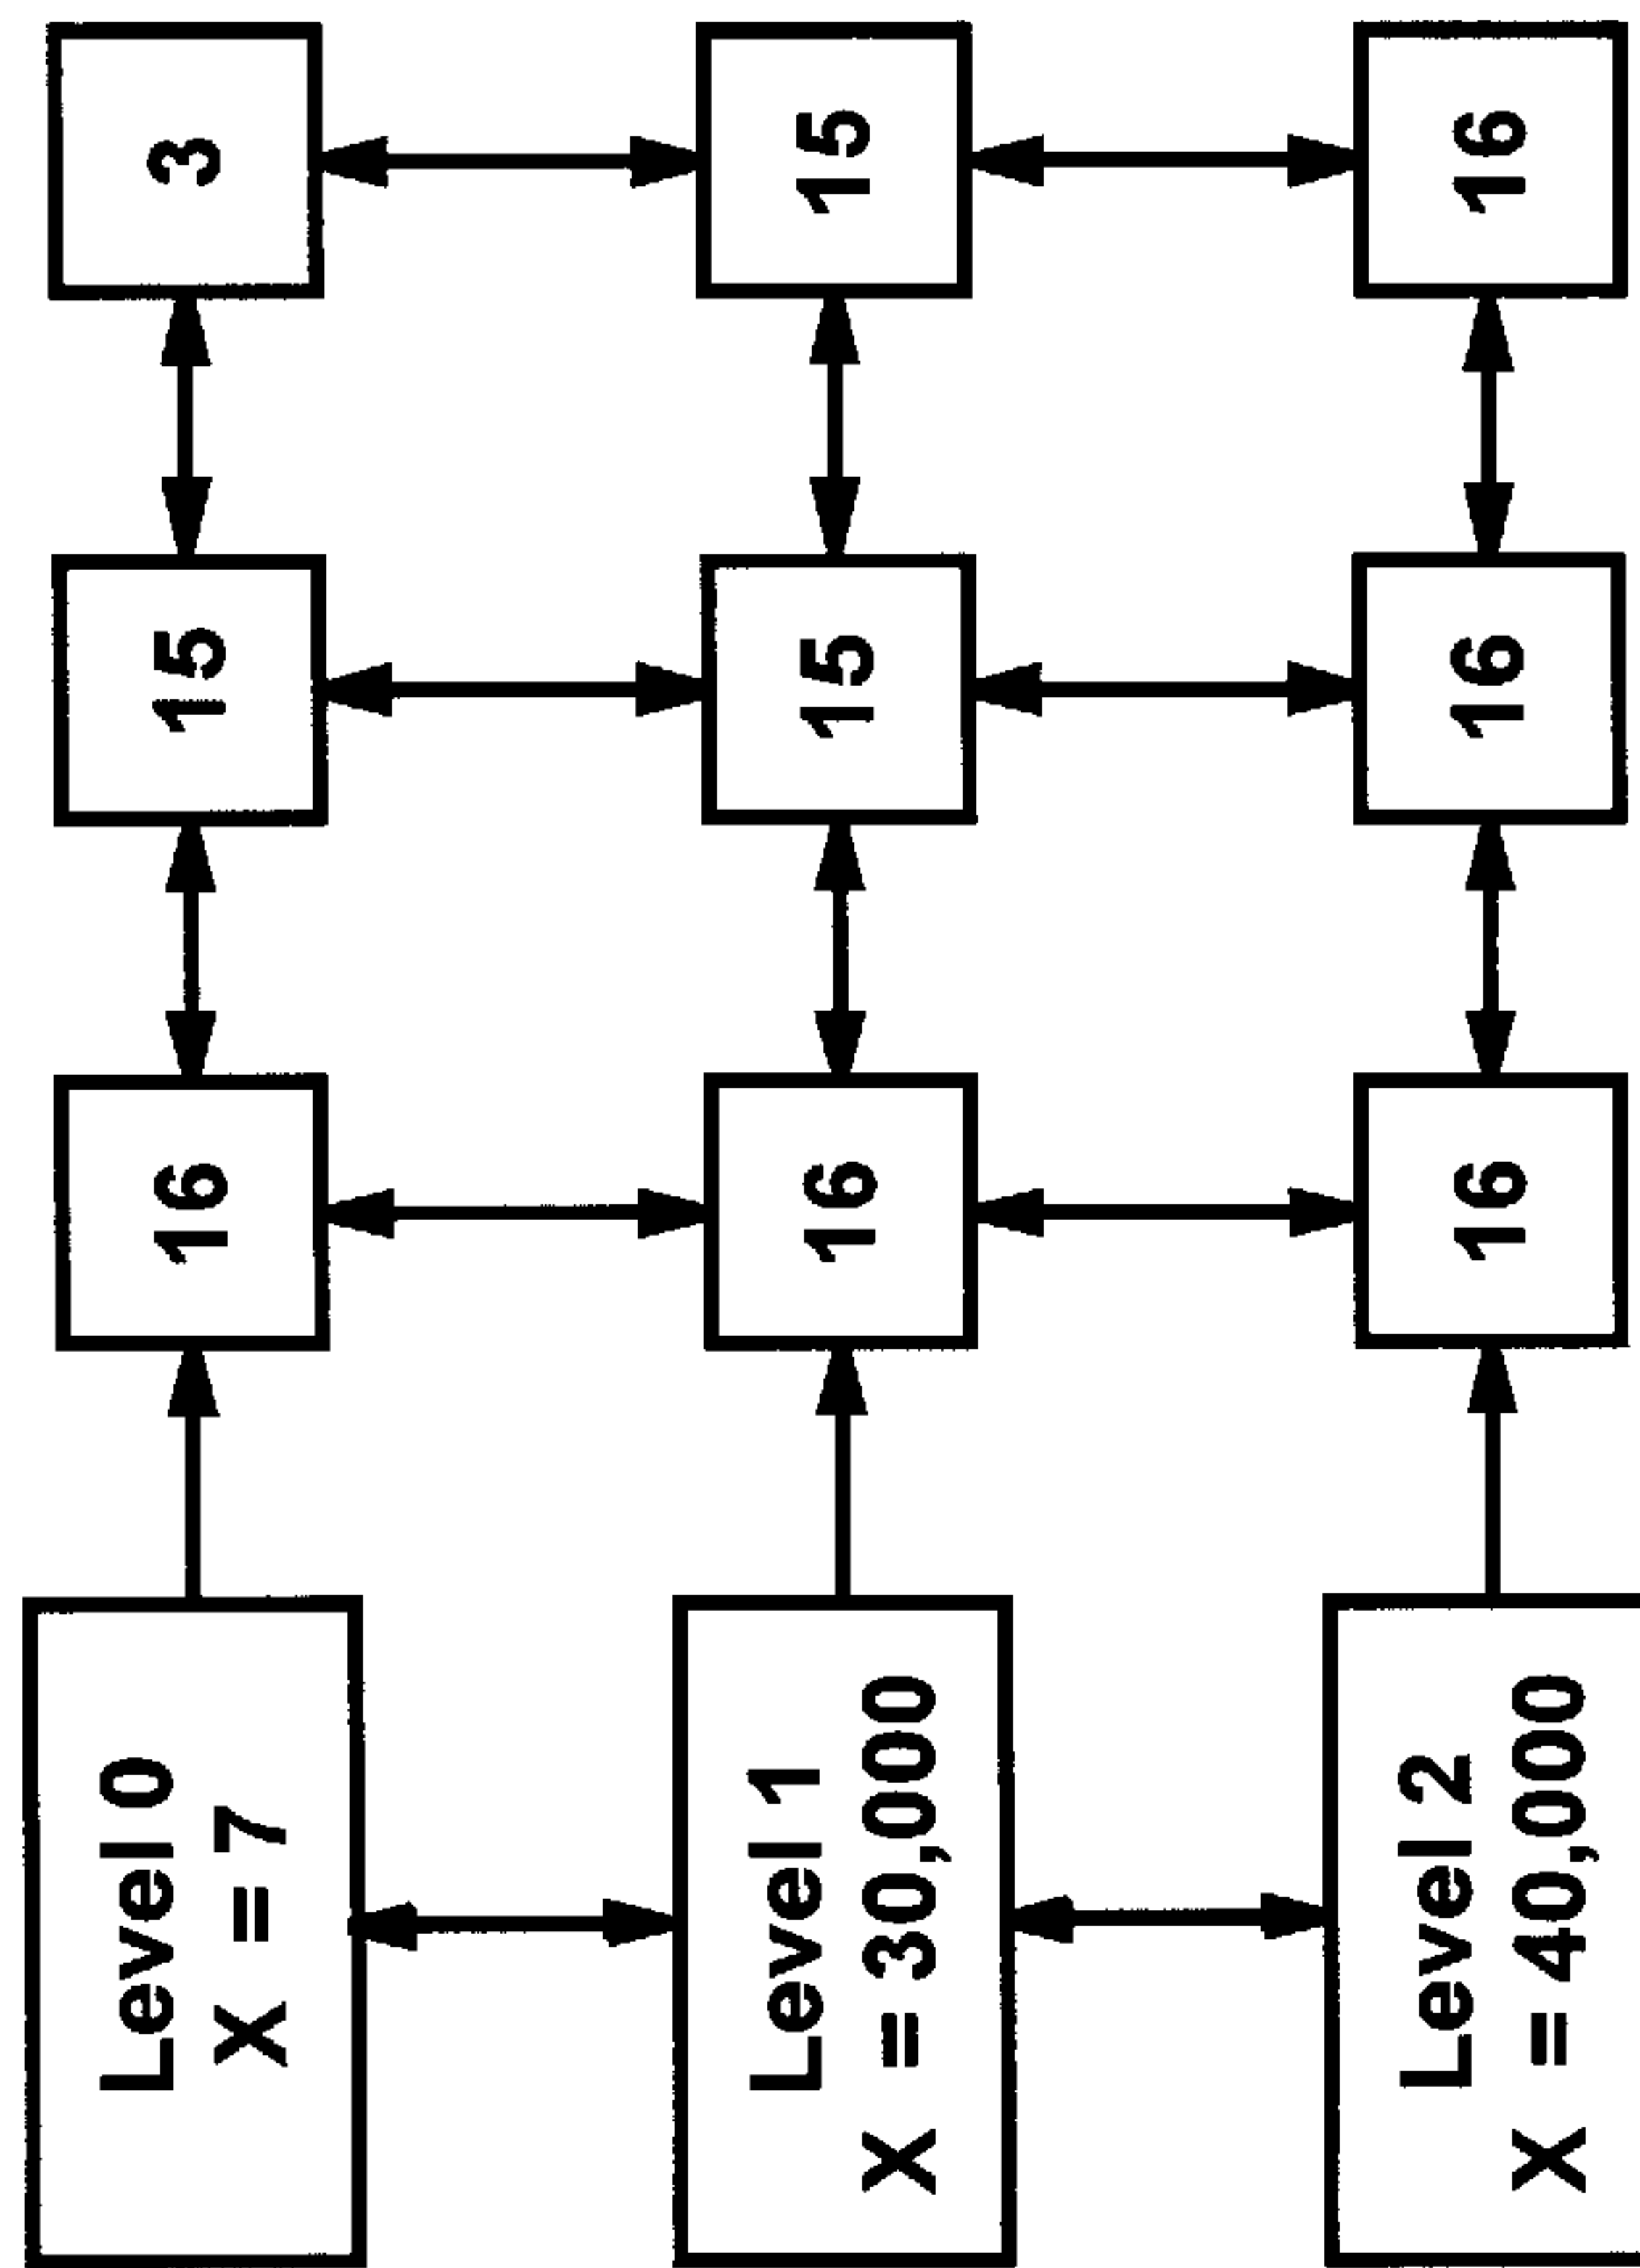 Level 0
X = 7
16
15
3
Level 1
X = 30,000
16
15
15
Level 2
X = 40,000
16
16
16